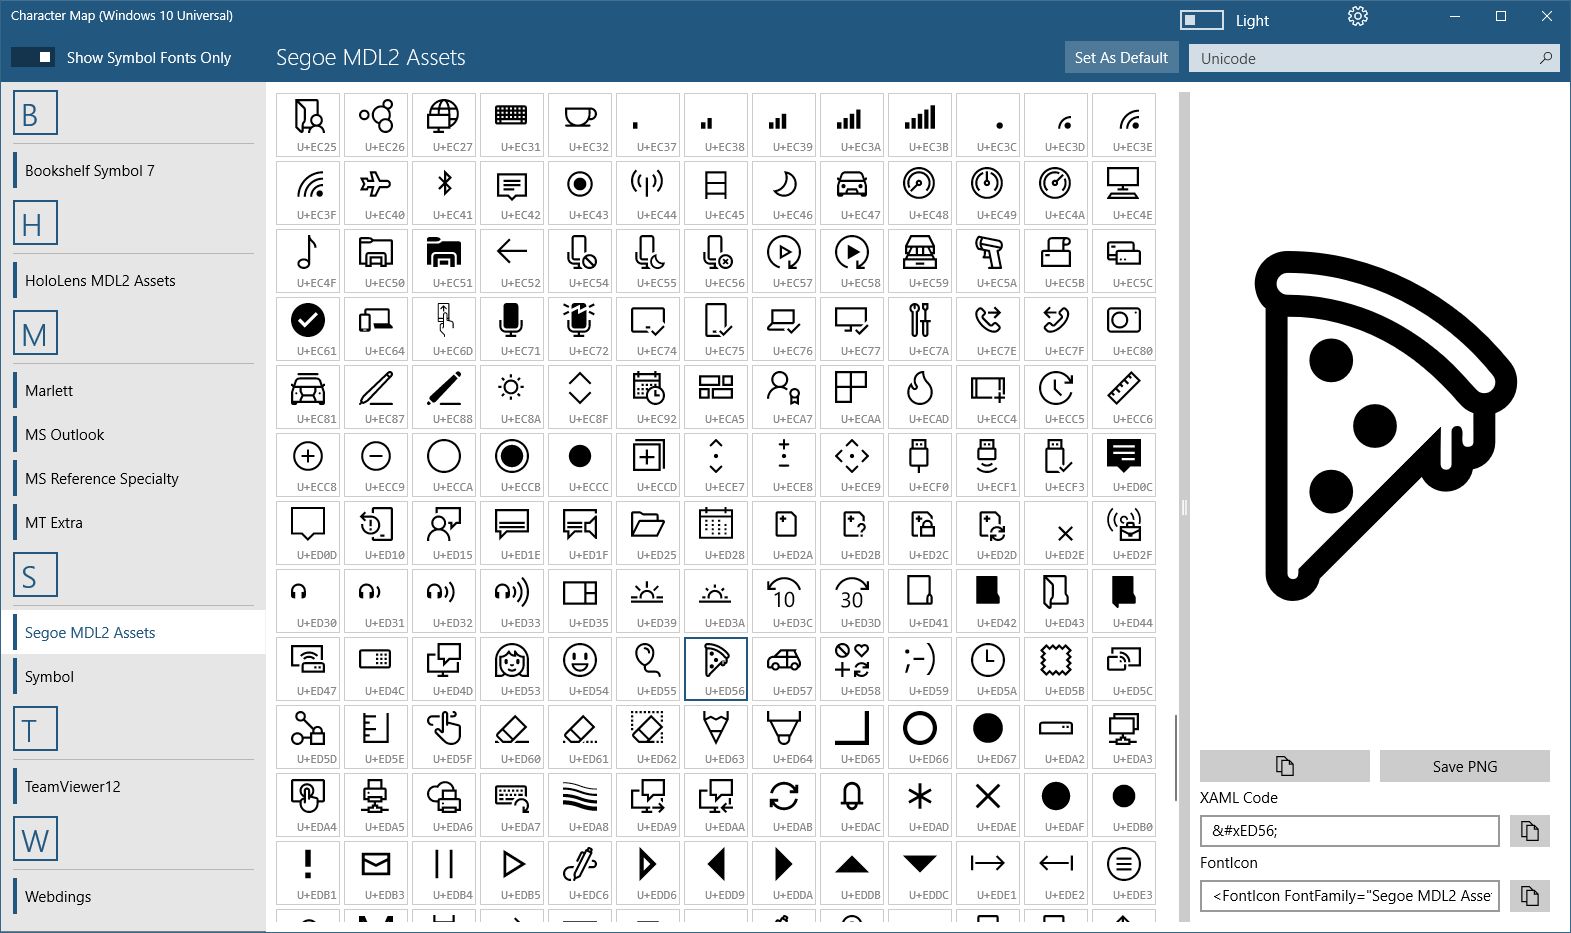 Character Map (Windows 10 Universal)
Light
Show Symbol Fonts Only
Segoe MDL2 Assets
Set As Default
Unicode
B
Bookshelf Symbol 7
H
HoloLens MDL2 Assets
M
Marlett
MS Outlook
MS Reference Specialty
MT Extra
S
Segoe MDL2 Assets
Symbol
T
TeamViewer12
W
Webdings
U+EC25 U+EC26 U+EC27 U+EC31 U+EC32 U+EC37 U+EC38 U+EC39 U+EC3A U+EC3B U+EC3C U+EC3D U+EC3E
U+EC3F U+EC40 U+EC41 U+EC42 U+EC43 U+EC44 U+EC45 U+EC46 U+EC47 U+EC48 U+EC49 U+EC4A U+EC4E
U+EC4F U+EC50 U+EC51 U+EC52 U+EC54 U+EC55 U+EC56 U+EC57 U+EC58 U+EC59 U+EC5A U+EC5B U+EC5C
U+EC61 U+EC64 U+EC6D U+EC71 U+EC72 U+EC74 U+EC75 U+EC76 U+EC77 U+EC7A U+EC7E U+EC7F U+EC80
U+EC81 U+EC87 U+EC88 U+EC8A U+EC8F U+EC92 U+ECA5 U+ECA7 U+ECAA U+ECAD U+ECC4 U+ECC5 U+ECC6
U+ECC8 U+ECC9 U+ECCA U+ECCB U+ECCC U+ECCD U+ECE7 U+ECE8 U+ECE9 U+ECF0 U+ECF1 U+ECF3 U+ED0C
U+ED0D U+ED10 U+ED15 U+ED1E U+ED1F U+ED25 U+ED28 U+ED2A U+ED2B U+ED2C U+ED2D U+ED2E U+ED2F
10 30
U+ED30 U+ED31 U+ED32 U+ED33 U+ED35 U+ED39 U+ED3A U+ED3C U+ED3D U+ED41 U+ED42 U+ED43 U+ED44
;-)
U+ED47 U+ED4C U+ED4D U+ED53 U+ED54 U+ED55 U+ED56 U+ED57 U+ED58 U+ED59 U+ED5A U+ED5B U+ED5C
U+ED5D U+ED5E U+ED5F U+ED60 U+ED61 U+ED62 U+ED63 U+ED64 U+ED65 U+ED66 U+ED67 U+EDA2 U+EDA3
U+EDA4 U+EDA5 U+EDA6 U+EDA7 U+EDA8 U+EDA9 U+EDAA U+EDAB U+EDAC U+EDAD U+EDAE U+EDAF U+EDB0
U+EDB1 U+EDB3 U+EDB4 U+EDB5 U+EDC6 U+EDD6 U+EDD9 U+EDDA U+EDDB U+EDDC U+EDE1 U+EDE2 U+EDE3
Save PNG
XAML Code
&#xED56;
FontIcon
<FontIcon FontFamily="Segoe MDL2 Asse